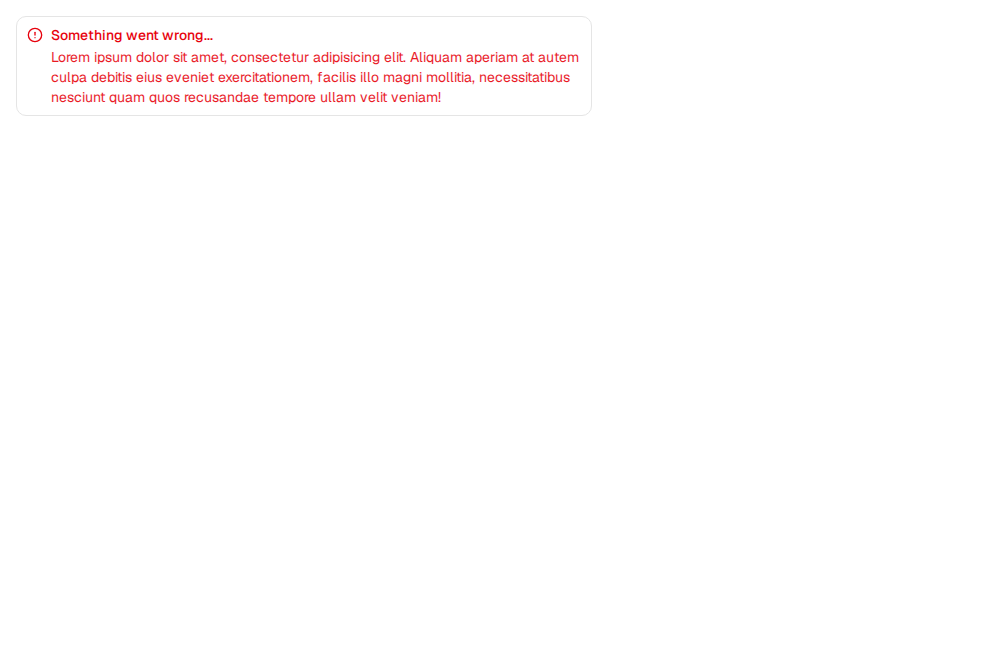 Something went wrong...
Lorem ipsum dolor sit amet, consectetur adipisicing elit. Aliquam aperiam at autem
culpa debitis eius eveniet exercitationem, facilis illo magni mollitia, necessitatibus
nesciunt quam quos recusandae tempore ullam velit veniam!